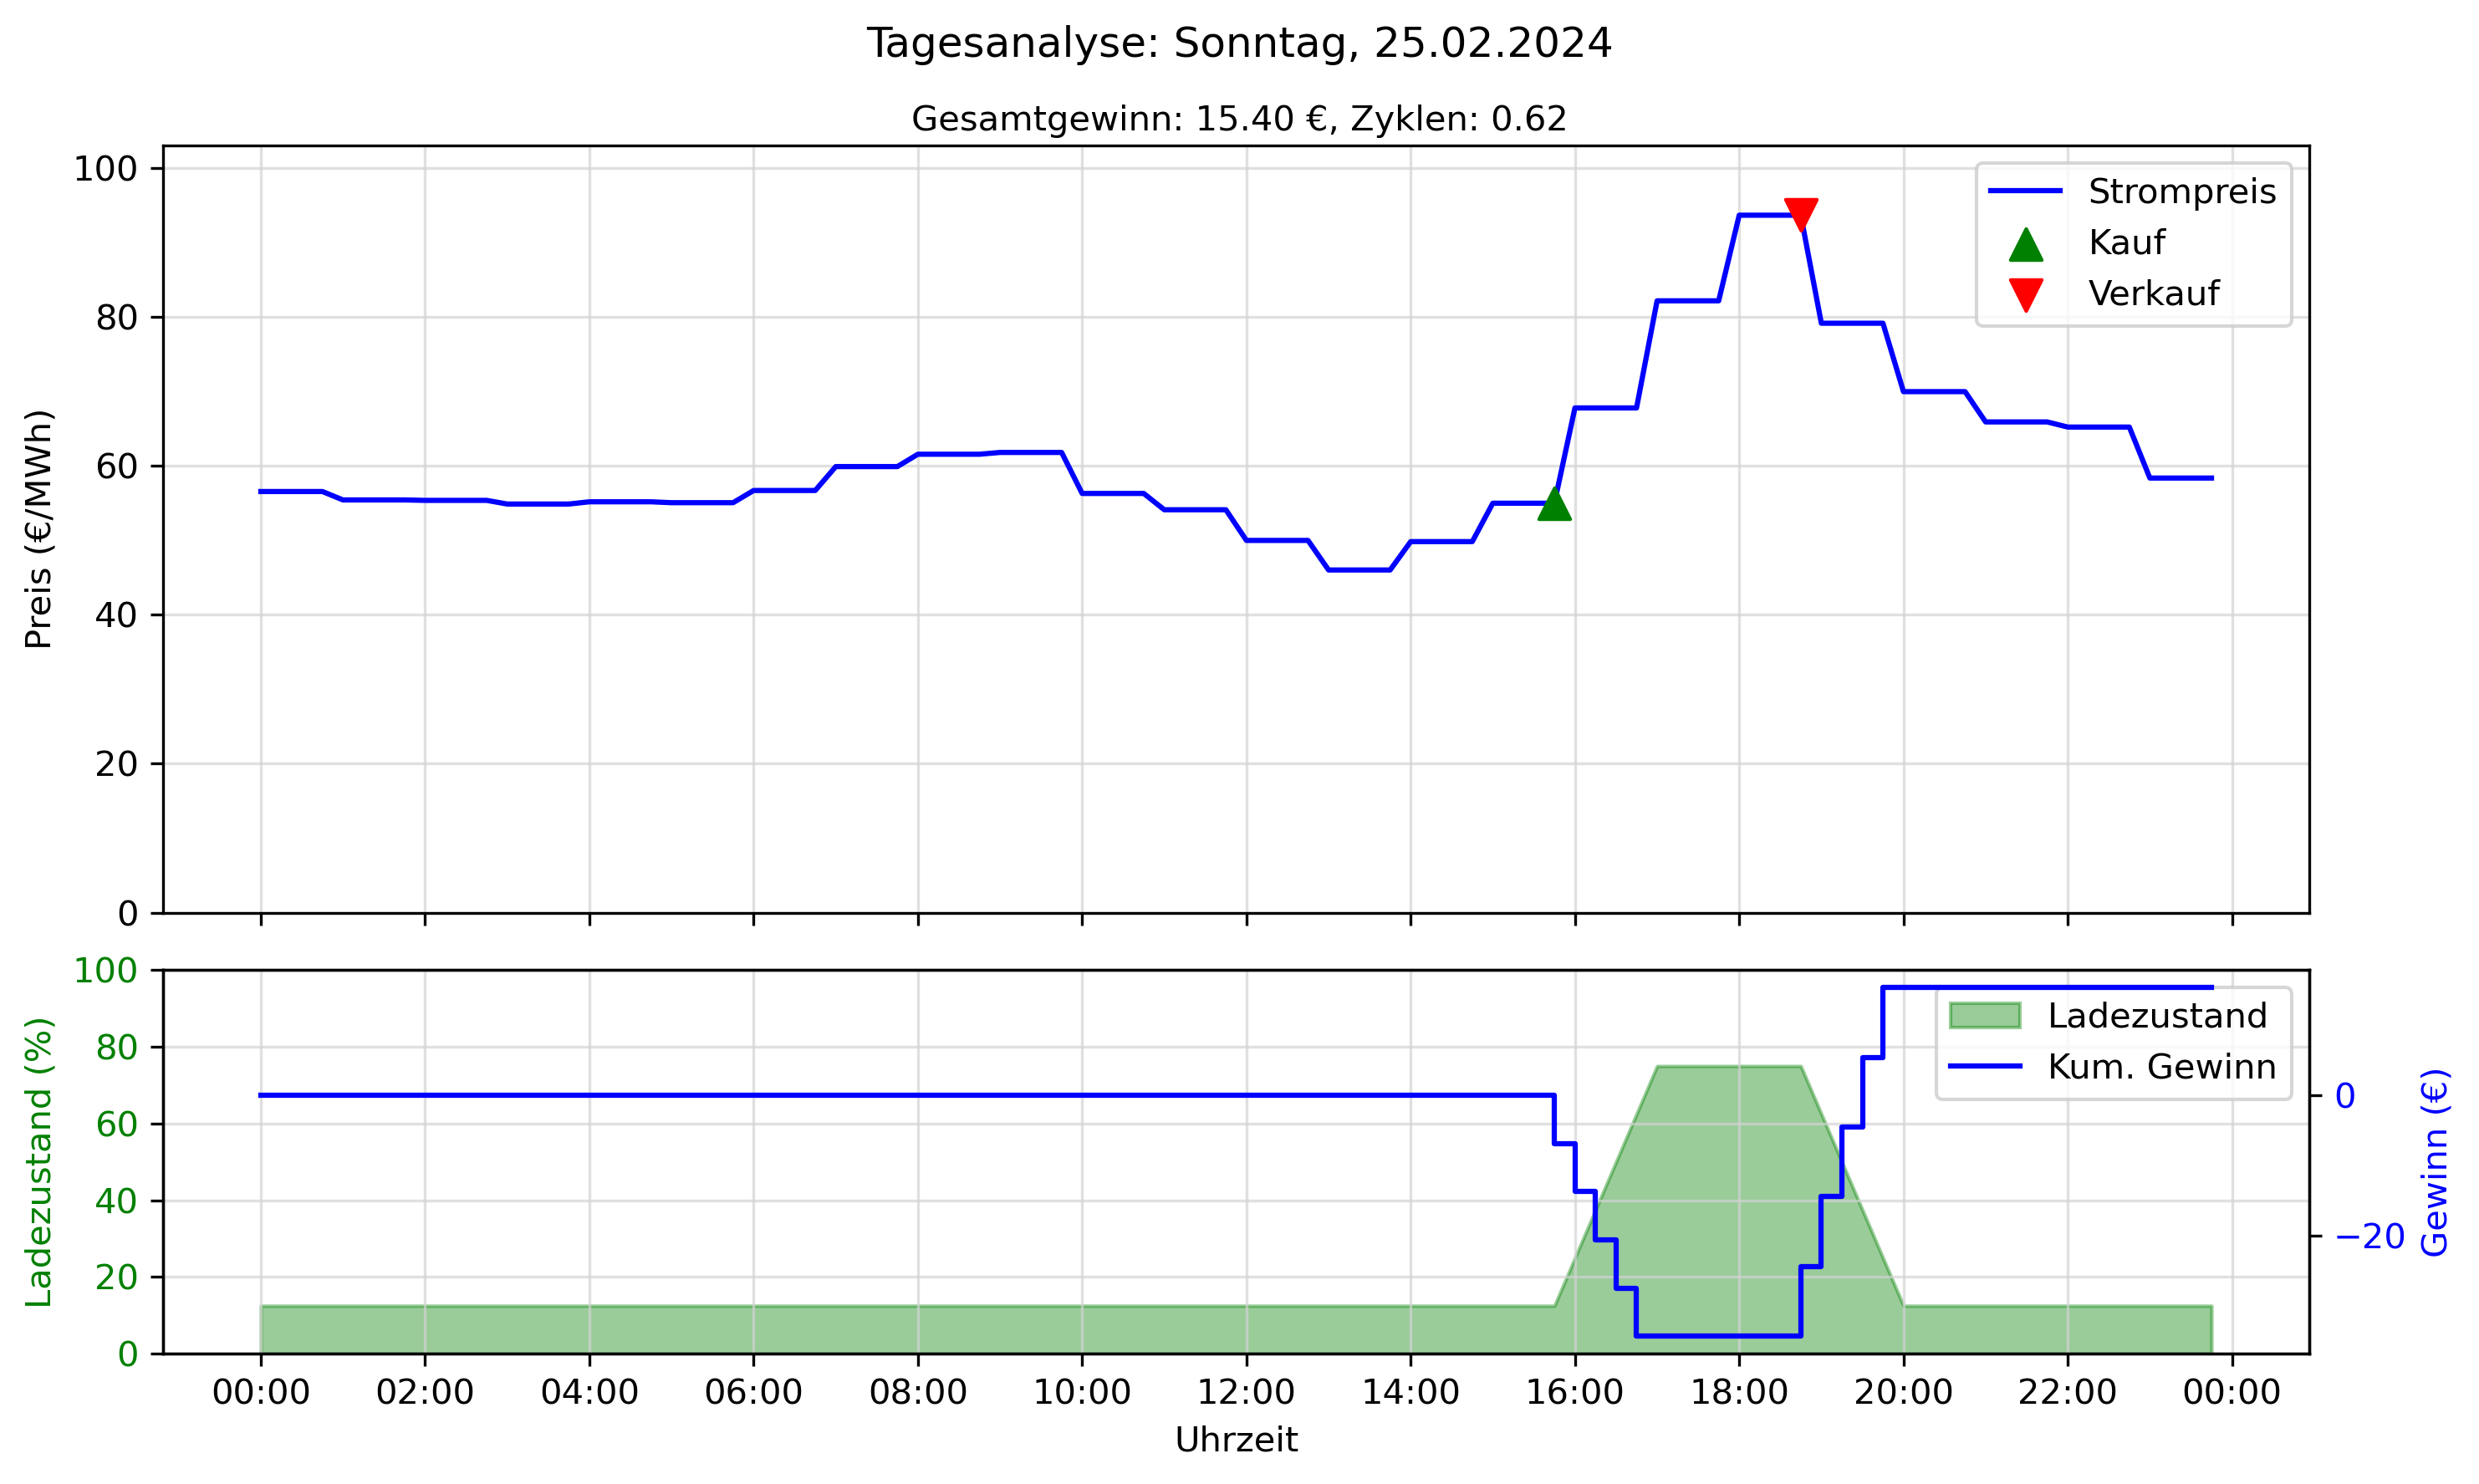 Tagesanalyse: Sonntag, 25.02.2024
Gesamtgewinn: 15.40 €, Zyklen: 0.62
Preis (€/MWh)
100
80
60
40
20
0
Strompreis
Kauf
Verkauf
Ladezustand (%)
100
80
60
40
20
0
Ladezustand
Kum. Gewinn
0
−20
Gewinn (€)
00:00 02:00 04:00 06:00 08:00 10:00 12:00 14:00 16:00 18:00 20:00 22:00 00:00
Uhrzeit